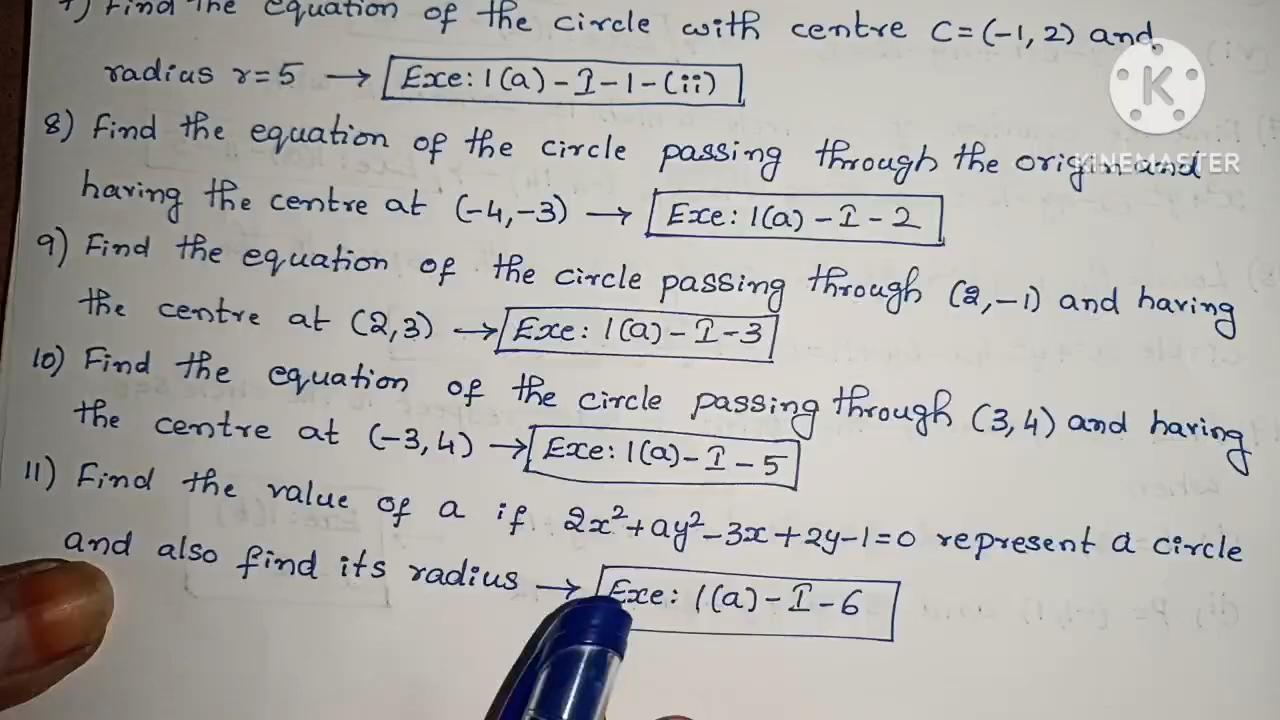 7) Find the equation of the circle with centre C=(-1,2) and
radius r=5 → Exe: 1(a)-I-1-(ii)
8) Find the equation of the circle passing through the origin and
having the centre at (-4,-3) → Exe: 1(a)-I-2
9) Find the equation of the circle passing through (2,-1) and having
the centre at (2,3) → Exe: 1(a)-I-3
10) Find the equation of the circle passing through (3,4) and having
the centre at (-3,4) → Exe: 1(a)-I-5
11) Find the value of a if 2x²+ay²-3x+2y-1=0 represent a circle
and also find its radius → Exe: 1(a)-I-6
K
KINEMASTER